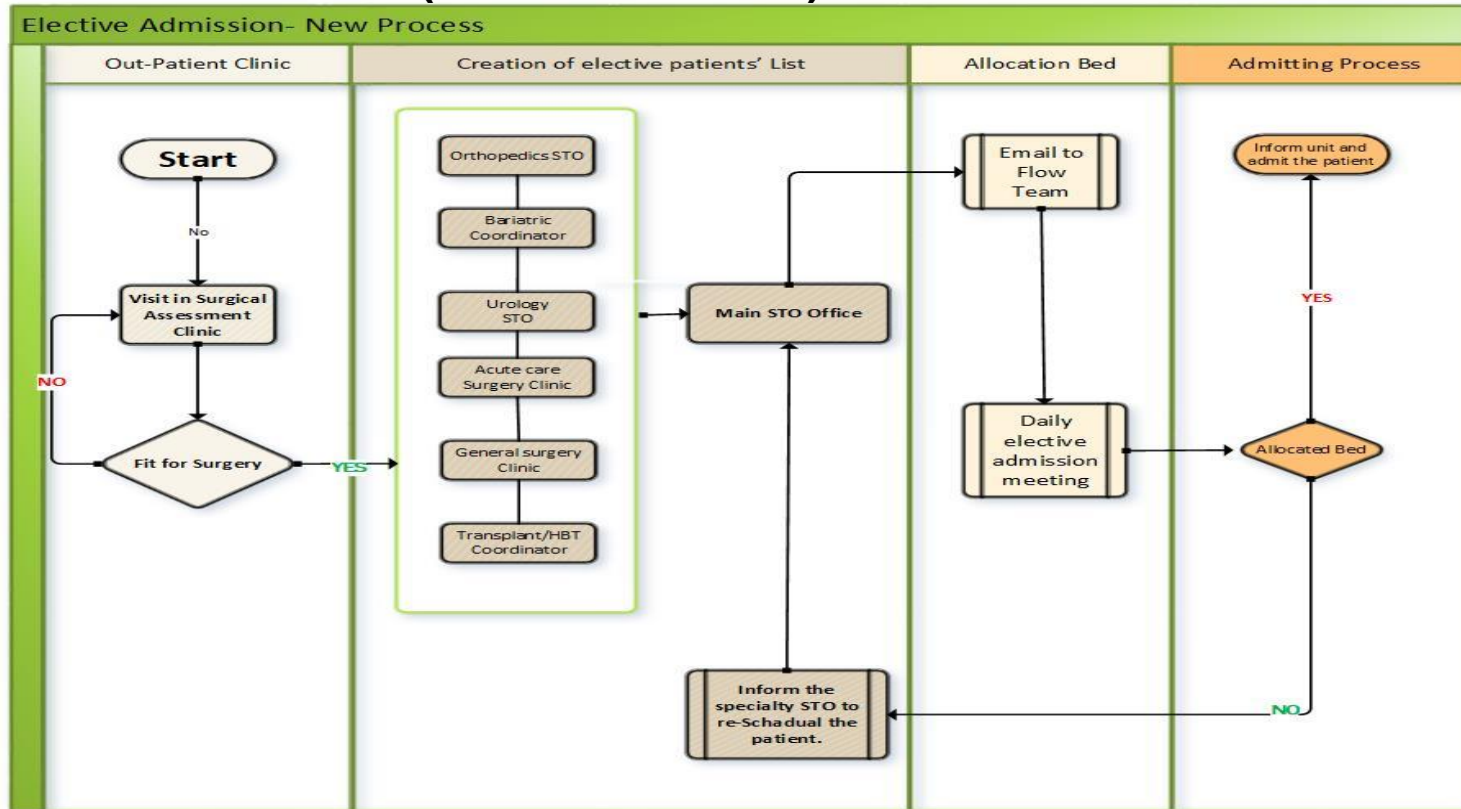 Elective Admission- New Process
Out-Patient Clinic
Creation of elective patients' List
Allocation Bed
Admitting Process
Start
No
Visit in Surgical
Assessment
Clinic
NO
Fit for Surgery
YES
Orthopedics STO
Bariatric
Coordinator
Urology
STO
Acute care
Surgery Clinic
General surgery
Clinic
Transplant/HBT
Coordinator
Main STO Office
Inform the
specialty STO to
re-Schadual the
patient.
Email to
Flow
Team
Daily
elective
admission
meeting
Inform unit and
admit the patient
YES
Allocated Bed
NO